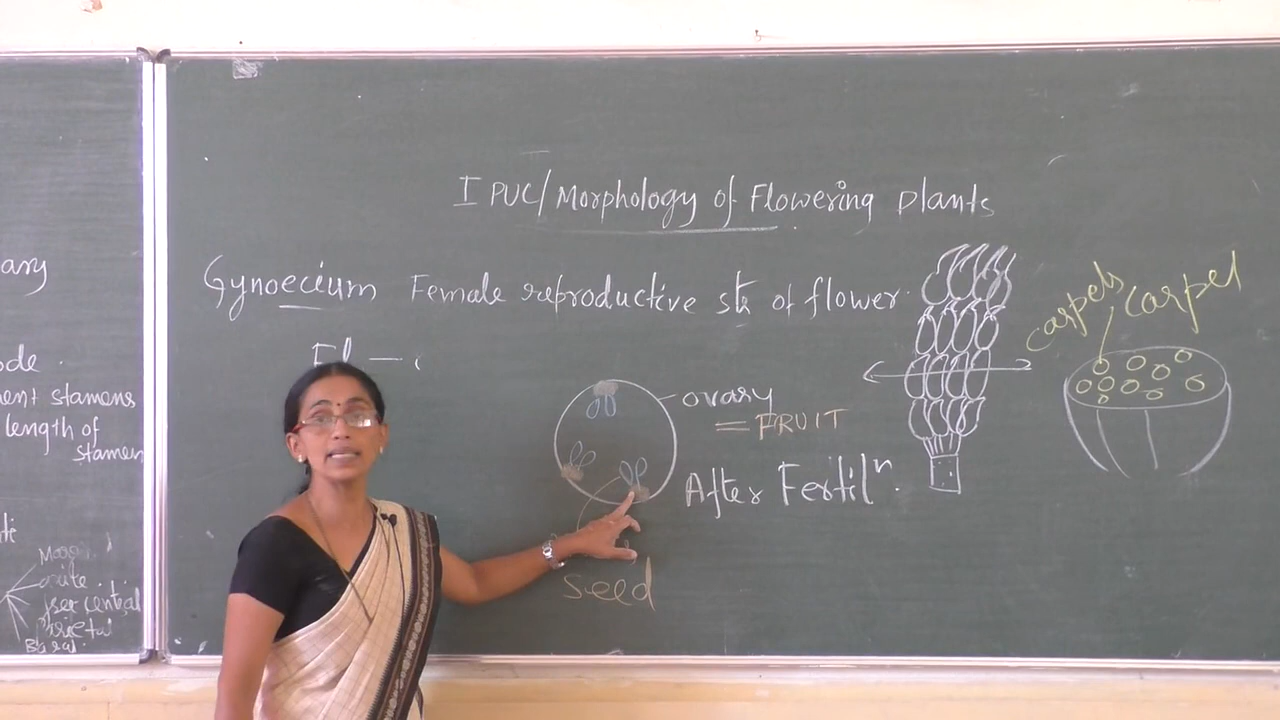 I PUC/Morphology of Flowering Plants
Gynoecium Female reproductive str of flower.
carpels carpel
ovary
= FRUIT
After Fertilⁿ.
seed
ary
ode.
ent stamens
length of
stamen
Basal.